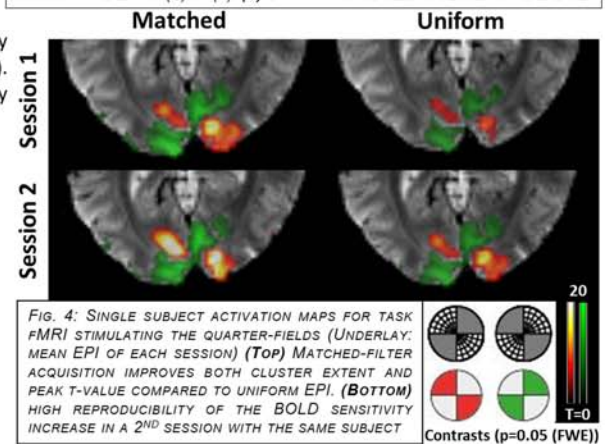 Matched
Uniform
y
).
y
Session 1
Session 2
FIG. 4: SINGLE SUBJECT ACTIVATION MAPS FOR TASK
FMRI STIMULATING THE QUARTER-FIELDS (UNDERLAY:
MEAN EPI OF EACH SESSION) (TOP) MATCHED-FILTER
ACQUISITION IMPROVES BOTH CLUSTER EXTENT AND
PEAK T-VALUE COMPARED TO UNIFORM EPI. (BOTTOM)
HIGH REPRODUCIBILITY OF THE BOLD SENSITIVITY
INCREASE IN A 2ND SESSION WITH THE SAME SUBJECT
20
T=0
Contrasts (p=0.05 (FWE))